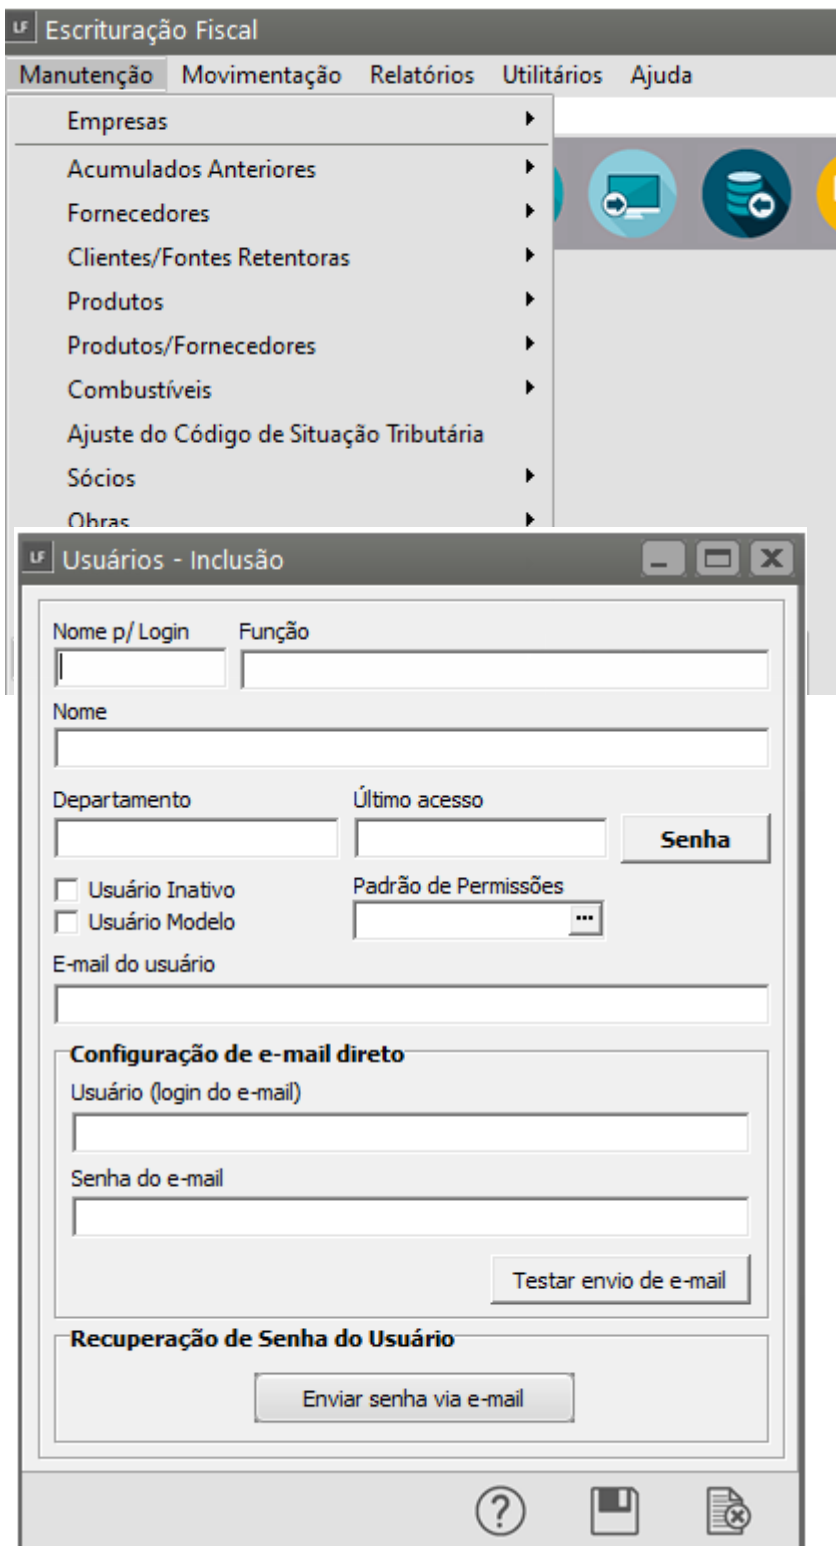 LF Escrituração Fiscal
Manutenção Movimentação Relatórios Utilitários Ajuda
Empresas
Acumulados Anteriores
Fornecedores
Clientes/Fontes Retentoras
Produtos
Produtos/Fornecedores
Combustíveis
Ajuste do Código de Situação Tributária
Sócios
Obras
LF Usuários - Inclusão
Nome p/ Login Função
Nome
Departamento Último acesso
Senha
Usuário Inativo Padrão de Permissões
Usuário Modelo ...
E-mail do usuário
Configuração de e-mail direto
Usuário (login do e-mail)
Senha do e-mail
Testar envio de e-mail
Recuperação de Senha do Usuário
Enviar senha via e-mail
?